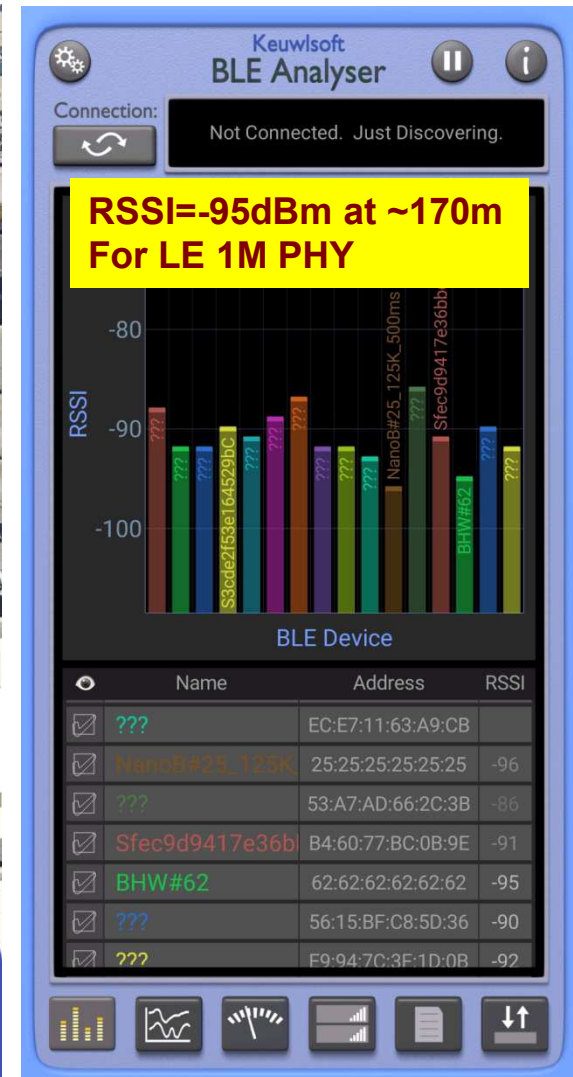 Keuwlsoft
BLE Analyser
Connection:
Not Connected. Just Discovering.
RSSI=-95dBm at ~170m
For LE 1M PHY
-80
-90
-100
RSSI
???
???
???
S3cde2f53e164529bC
???
???
???
???
???
???
NanoB#25_125K_500ms
???
Sfec9d9417e36bb
BHW#62
???
???
BLE Device
Name Address RSSI
??? EC:E7:11:63:A9:CB
NanoB#25_125K_ 25:25:25:25:25:25 -96
??? 53:A7:AD:66:2C:3B -86
Sfec9d9417e36bb B4:60:77:BC:0B:9E -91
BHW#62 62:62:62:62:62:62 -95
??? 56:15:BF:C8:5D:36 -90
??? F9:94:7C:3F:1D:0B -92